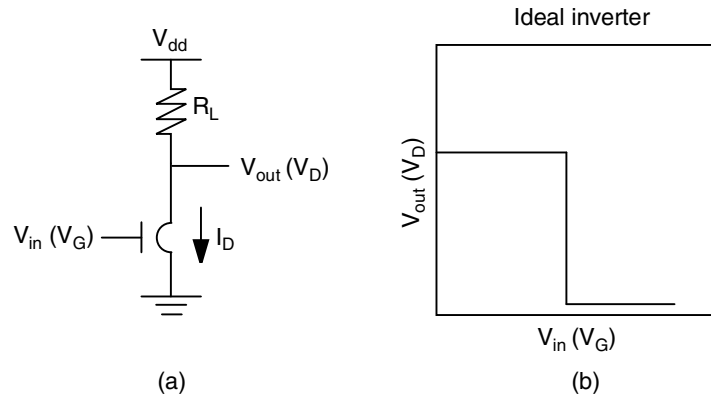 Ideal inverter
Vdd
RL
Vout (VD)
Vin (VG)
ID
Vout (VD)
Vin (VG)
(a)
(b)